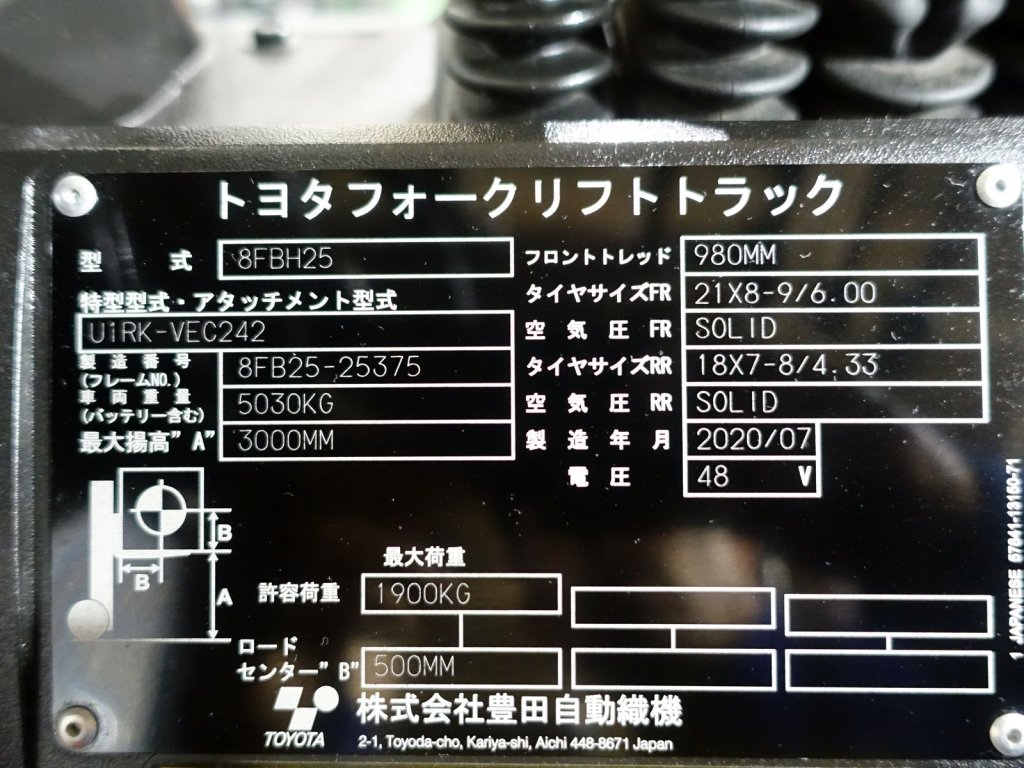 トヨタフォークリフトトラック
型 式 8FBH25
特型型式・アタッチメント型式
UiRK-VEC242
製造番号
(フレームNO.) 8FB25-25375
車両重量
(バッテリー含む) 5030KG
最大揚高"A" 3000MM
フロントトレッド 980MM
タイヤサイズFR 21X8-9/6.00
空気圧FR SOLID
タイヤサイズRR 18X7-8/4.33
空気圧RR SOLID
製造年月 2020/07
電圧 48 V
B
B
A
最大荷重
許容荷重 1900KG
ロード
センター"B" 500MM
TOYOTA
株式会社豊田自動織機
2-1, Toyoda-cho, Kariya-shi, Aichi 448-8671 Japan
1 JAPANESE 57841-13160-71